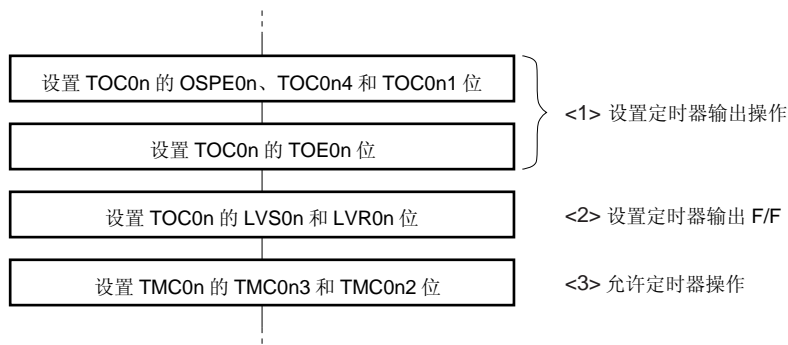 设置 TOC0n 的 OSPE0n、TOC0n4 和 TOC0n1 位
<1> 设置定时器输出操作
设置 TOC0n 的 TOE0n 位
设置 TOC0n 的 LVS0n 和 LVR0n 位
<2> 设置定时器输出 F/F
设置 TMC0n 的 TMC0n3 和 TMC0n2 位
<3> 允许定时器操作